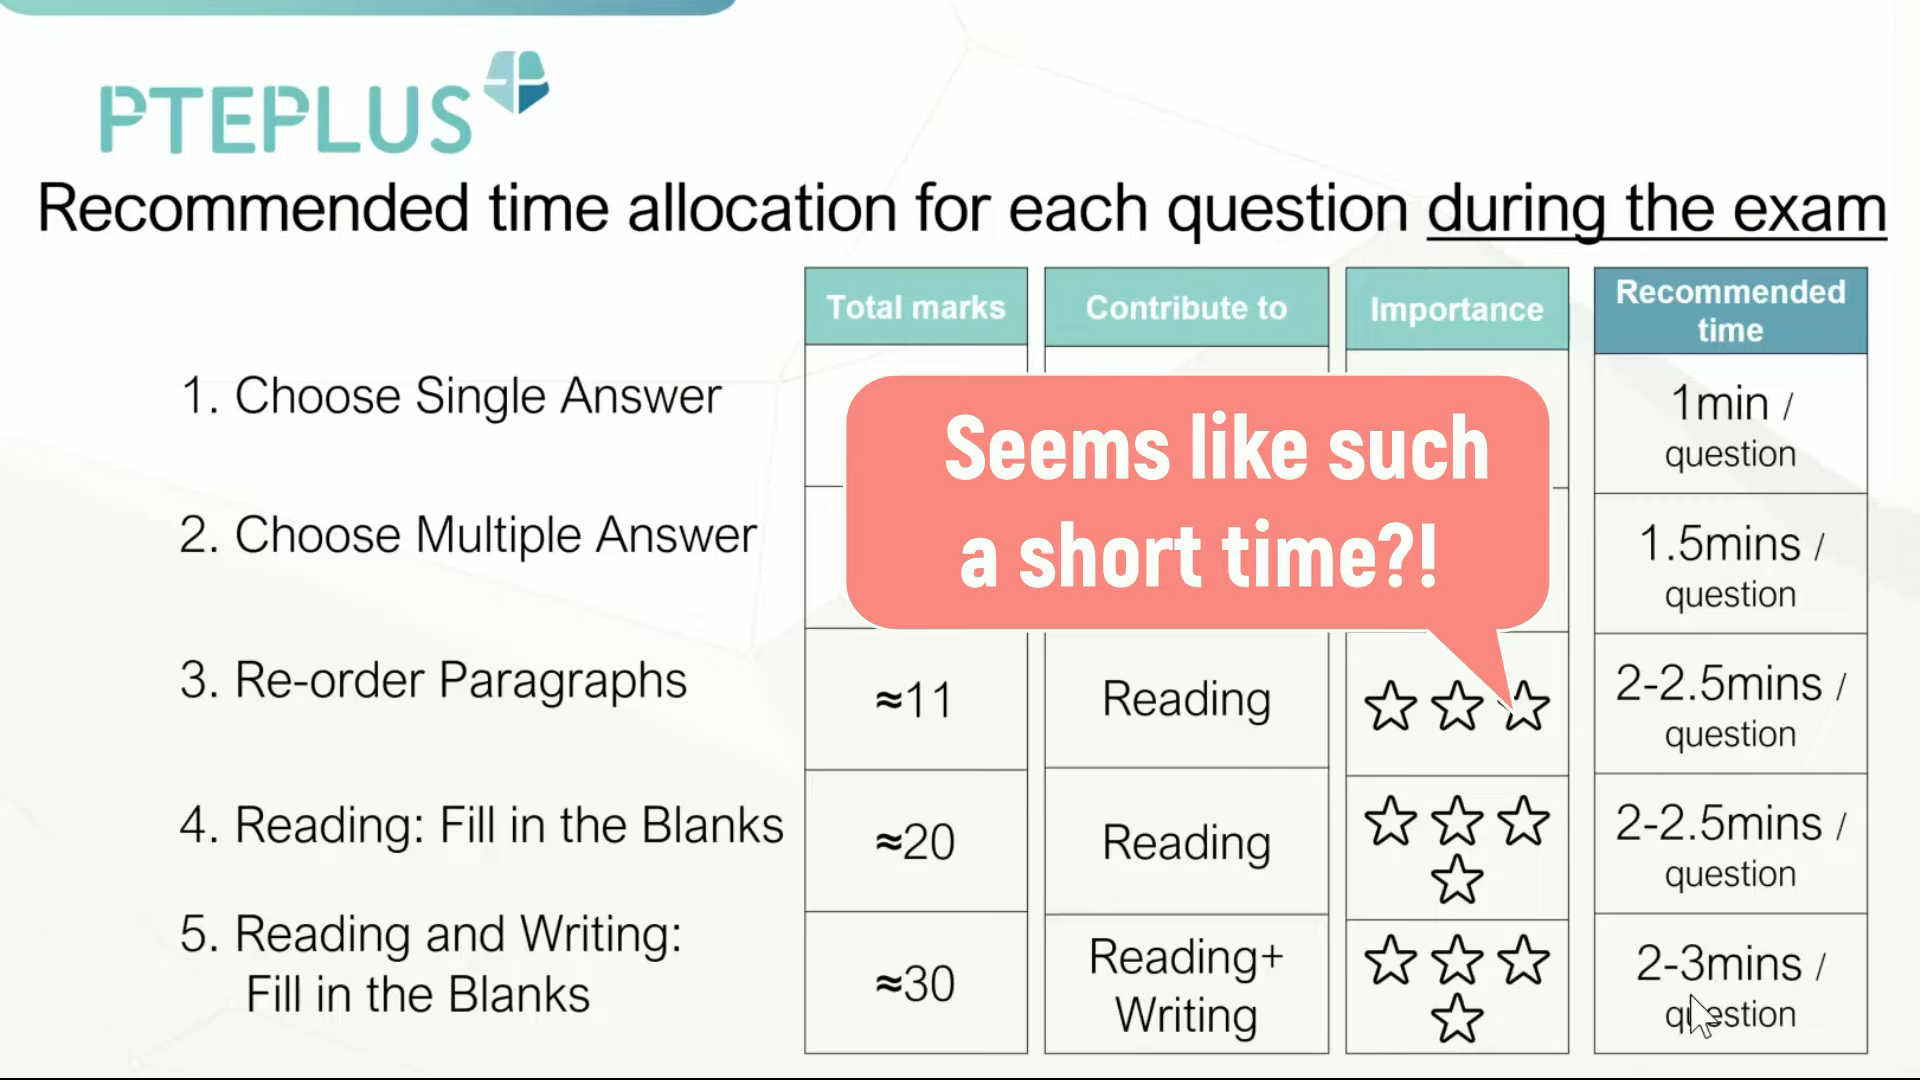 PTEPLUS
Recommended time allocation for each question during the exam
Total marks
Contribute to
Importance
Recommended
time
1. Choose Single Answer
1min /
question
Seems like such
a short time?!
2. Choose Multiple Answer
1.5mins /
question
3. Re-order Paragraphs
≈11
Reading
2-2.5mins /
question
4. Reading: Fill in the Blanks
≈20
Reading
2-2.5mins /
question
5. Reading and Writing:
Fill in the Blanks
≈30
Reading+
Writing
2-3mins /
question